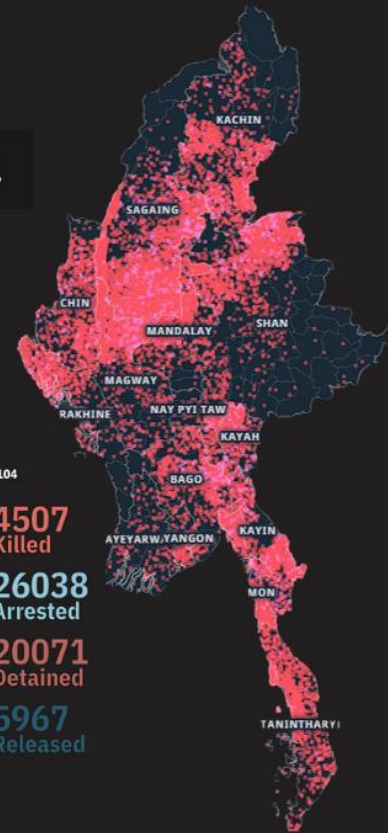 KACHIN
SAGAING
CHIN
SHAN
MANDALAY
MAGWAY
RAKHINE
NAY PYI TAW
KAYAH
104
BAGO
4507
Killed
AYEYARW
YANGON
KAYIN
26038
Arrested
MON
20071
Detained
5967
Released
TANINTHARYI